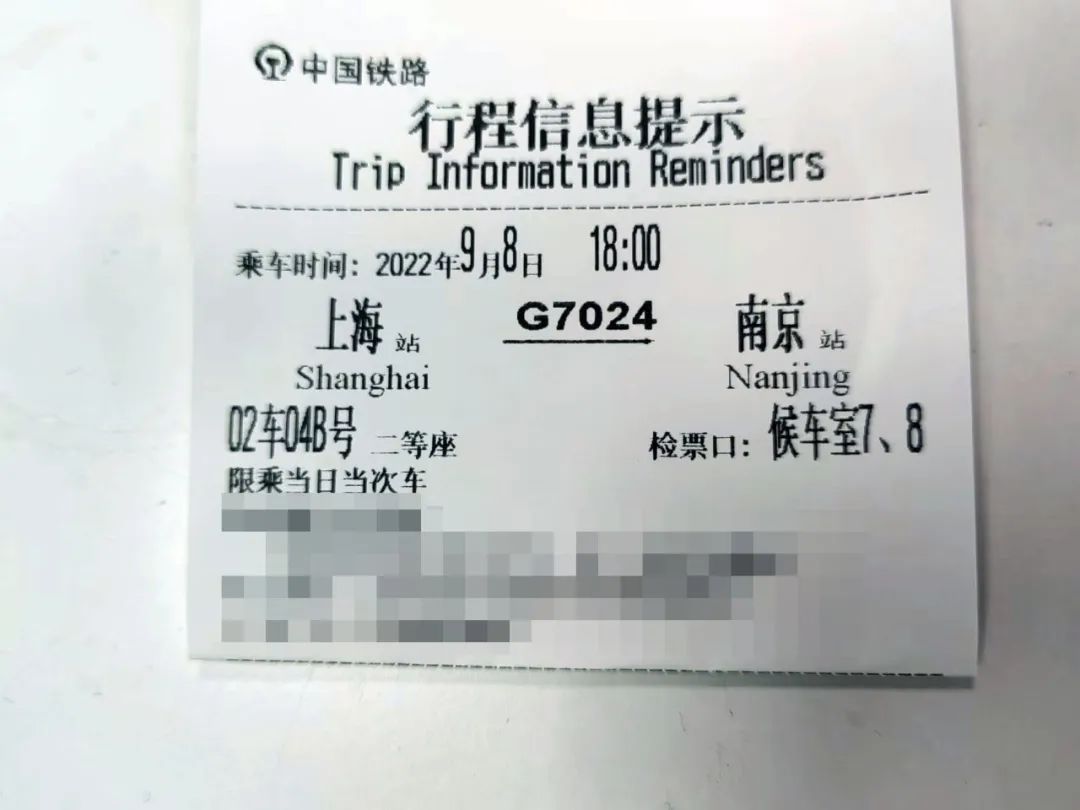 中国铁路
行程信息提示
Trip Information Reminders
乘车时间：2022年9月8日 18:00
上海站 G7024 南京站
Shanghai Nanjing
02车04B号 二等座 检票口：候车室7、8
限乘当日当次车